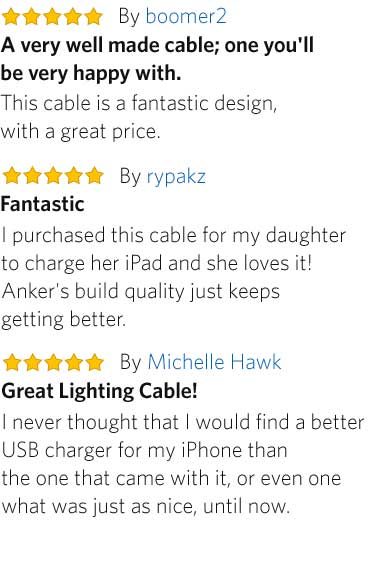 By boomer2
A very well made cable; one you'll
be very happy with.
This cable is a fantastic design,
with a great price.
By rypakz
Fantastic
I purchased this cable for my daughter
to charge her iPad and she loves it!
Anker's build quality just keeps
getting better.
By Michelle Hawk
Great Lighting Cable!
I never thought that I would find a better
USB charger for my iPhone than
the one that came with it, or even one
what was just as nice, until now.